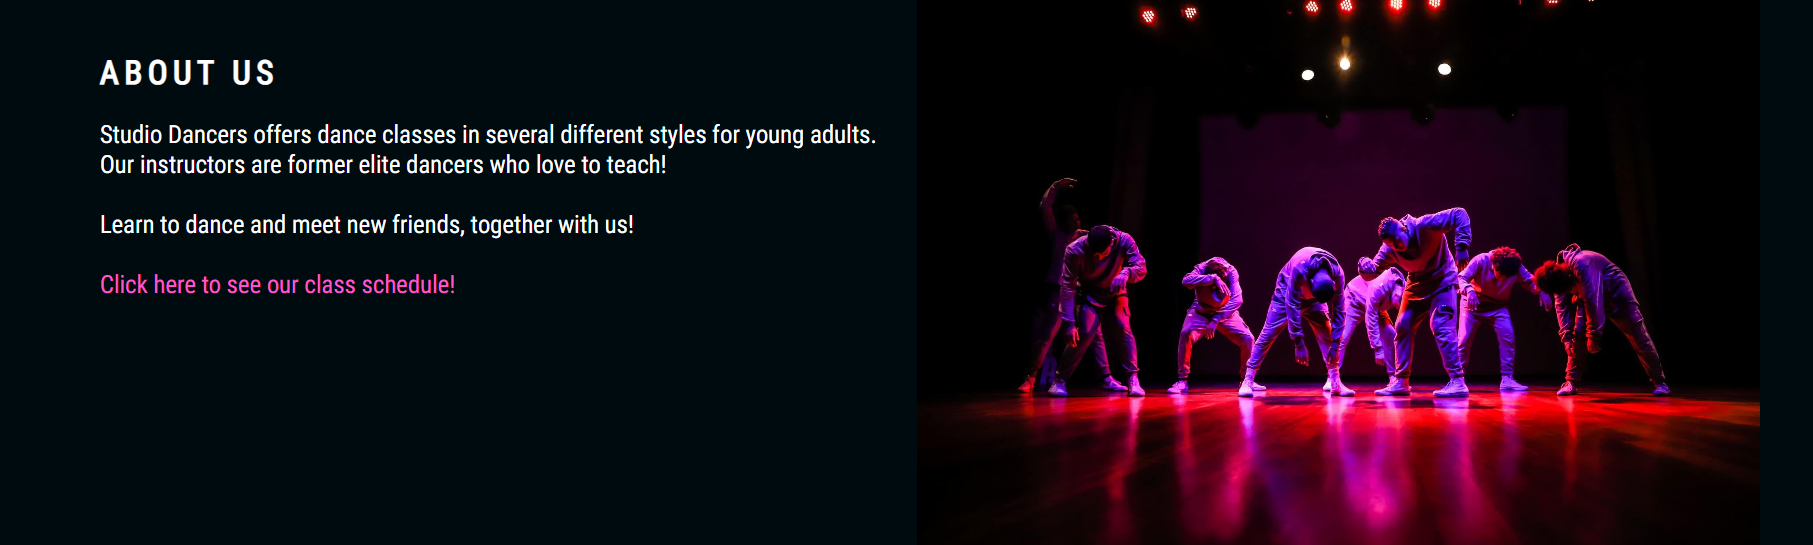 ABOUT US
Studio Dancers offers dance classes in several different styles for young adults.
Our instructors are former elite dancers who love to teach!
Learn to dance and meet new friends, together with us!
Click here to see our class schedule!